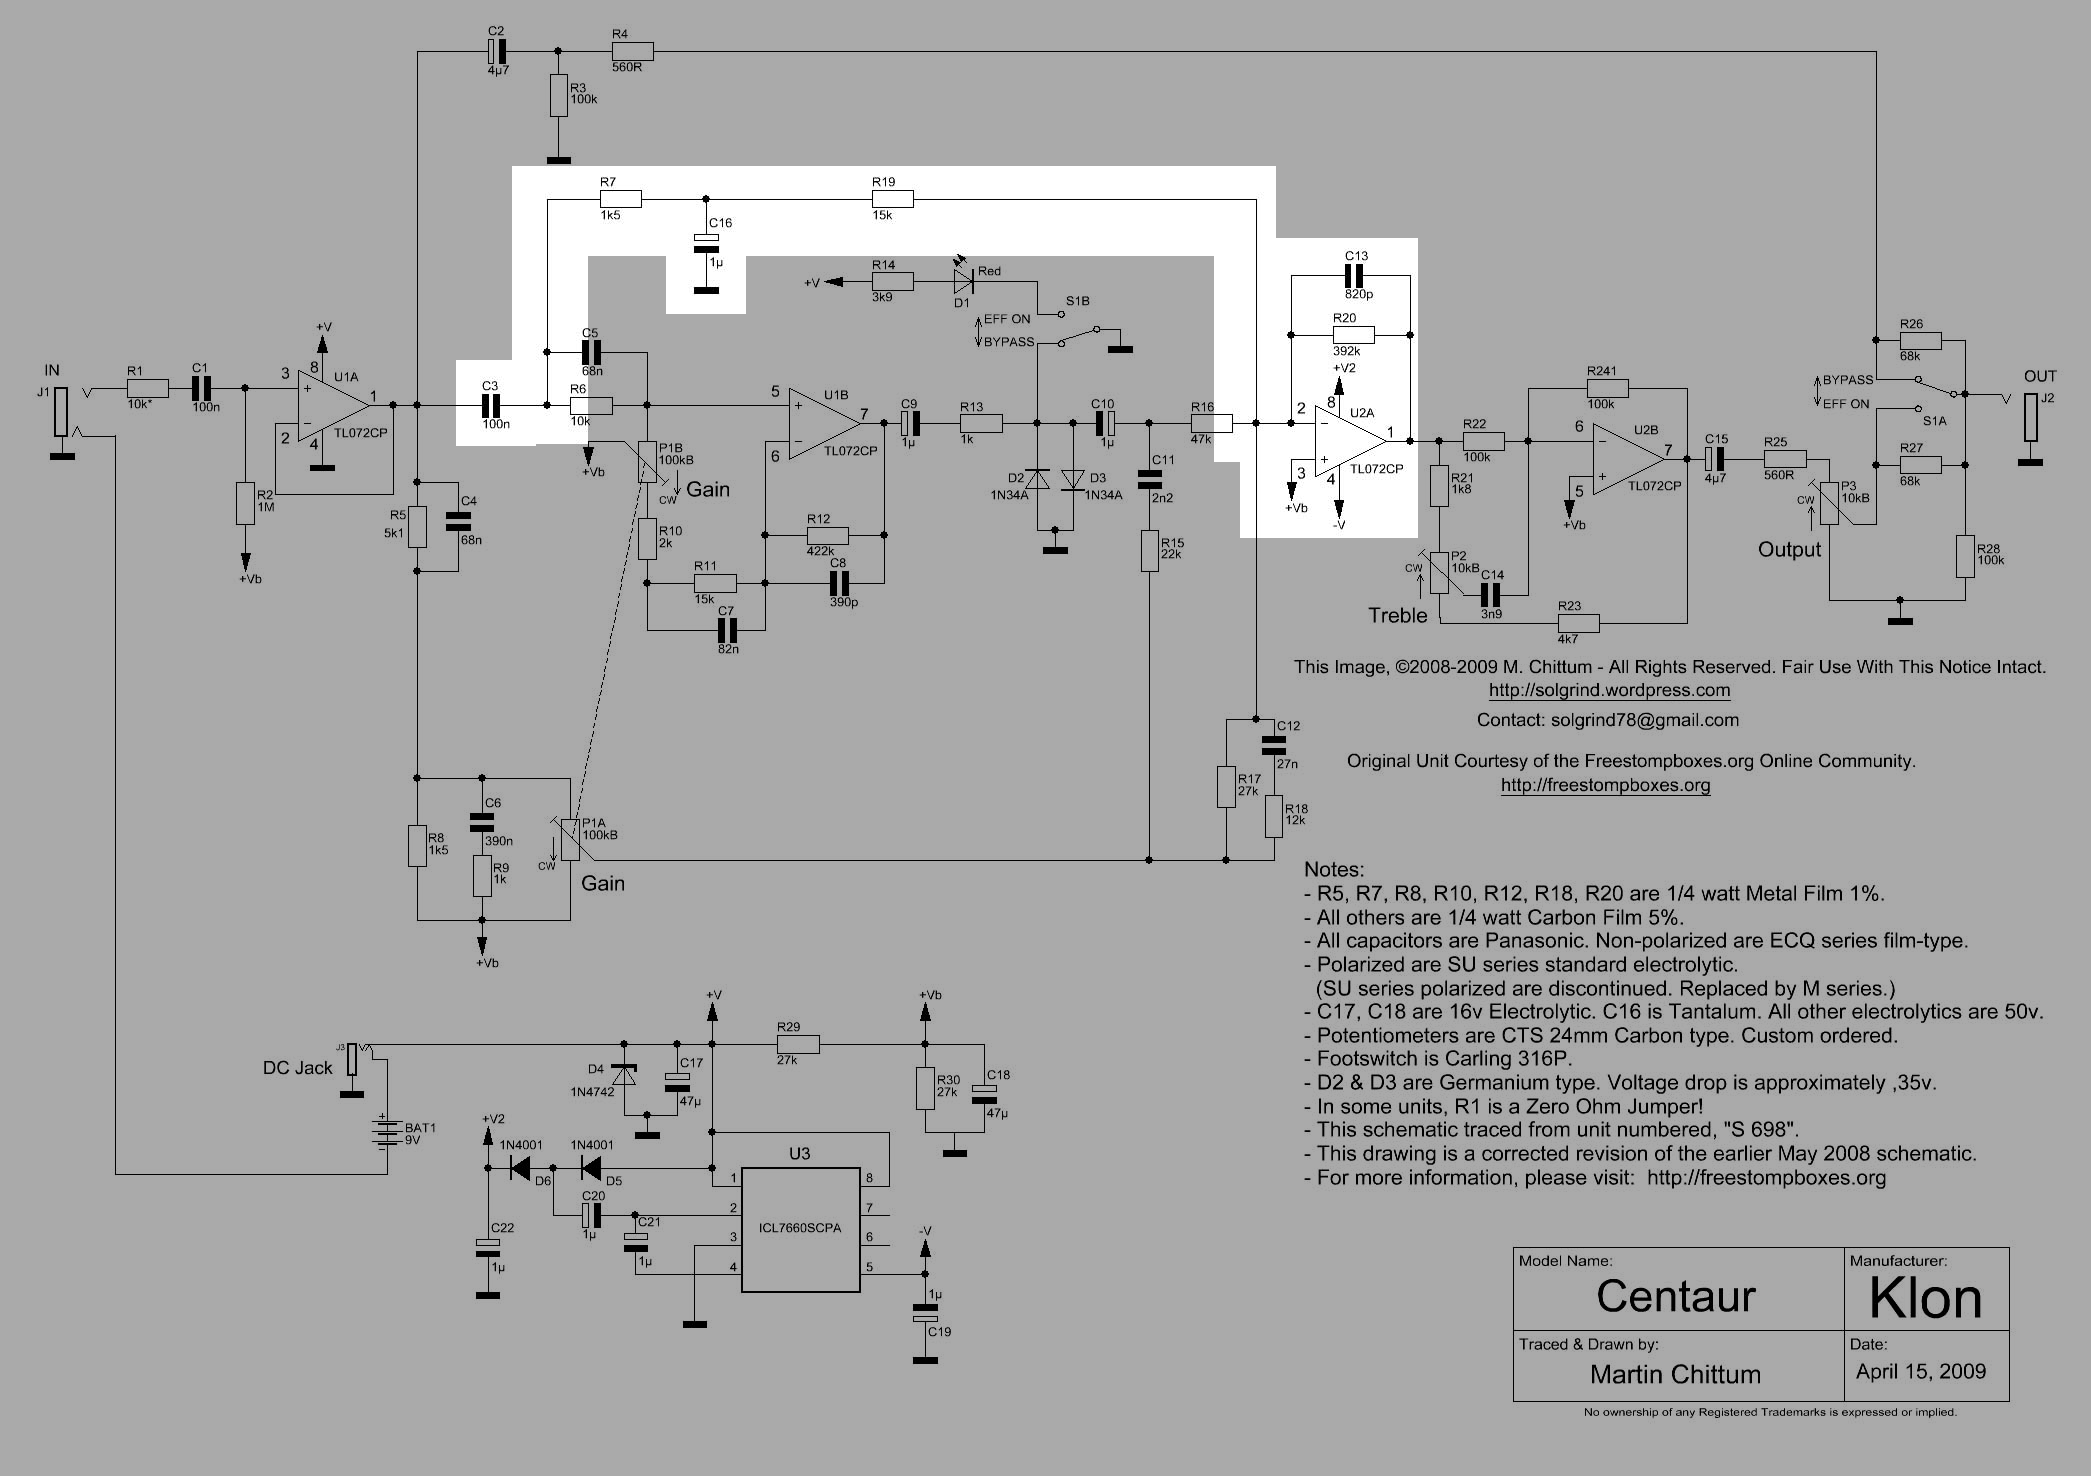 C2
4µ7
R4
560R
R3
100k
R7
1k5
R19
15k
C16
1µ
+V
R14
3k9
D1
Red
EFF ON
BYPASS
S1B
C13
820p
R20
392k
+V2
8
2
U2A
1
TL072CP
3
4
+Vb
-V
IN
J1
R1
10k*
C1
100n
+V
3
8
U1A
1
2
4
TL072CP
R2
1M
+Vb
C3
100n
C5
68n
R6
10k
+Vb
P1B
100kB
CW
Gain
5
U1B
7
6
TL072CP
C9
1µ
R13
1k
D2
1N34A
D3
1N34A
C10
1µ
R16
47k
C11
2n2
R15
22k
R5
5k1
C4
68n
R10
2k
R11
15k
C7
82n
R12
422k
C8
390p
R22
100k
R21
1k8
P2
10kB
CW
Treble
C14
3n9
R23
4k7
R241
100k
6
U2B
7
5
TL072CP
+Vb
C15
4µ7
R25
560R
P3
10kB
CW
Output
R26
68k
BYPASS
EFF ON
S1A
R27
68k
R28
100k
OUT
J2
This Image, ©2008-2009 M. Chittum - All Rights Reserved. Fair Use With This Notice Intact.
http://solgrind.wordpress.com
Contact: solgrind78@gmail.com
Original Unit Courtesy of the Freestompboxes.org Online Community.
http://freestompboxes.org
C12
27n
R17
27k
R18
12k
R8
1k5
C6
390n
R9
1k
P1A
100kB
CW
Gain
+Vb
Notes:
- R5, R7, R8, R10, R12, R18, R20 are 1/4 watt Metal Film 1%.
- All others are 1/4 watt Carbon Film 5%.
- All capacitors are Panasonic. Non-polarized are ECQ series film-type.
- Polarized are SU series standard electrolytic.
(SU series polarized are discontinued. Replaced by M series.)
- C17, C18 are 16v Electrolytic. C16 is Tantalum. All other electrolytics are 50v.
- Potentiometers are CTS 24mm Carbon type. Custom ordered.
- Footswitch is Carling 316P.
- D2 & D3 are Germanium type. Voltage drop is approximately ,35v.
- In some units, R1 is a Zero Ohm Jumper!
- This schematic traced from unit numbered, "S 698".
- This drawing is a corrected revision of the earlier May 2008 schematic.
- For more information, please visit: http://freestompboxes.org
DC Jack
J3
BAT1
9V
+V
D4
1N4742
C17
47µ
R29
27k
+Vb
R30
27k
C18
47µ
+V2
1N4001
D6
1N4001
D5
C20
1µ
C21
1µ
C22
1µ
U3
ICL7660SCPA
1
2
3
4
8
7
6
5
-V
1µ
C19
Model Name:
Centaur
Manufacturer:
Klon
Traced & Drawn by:
Martin Chittum
Date:
April 15, 2009
No ownership of any Registered Trademarks is expressed or implied.